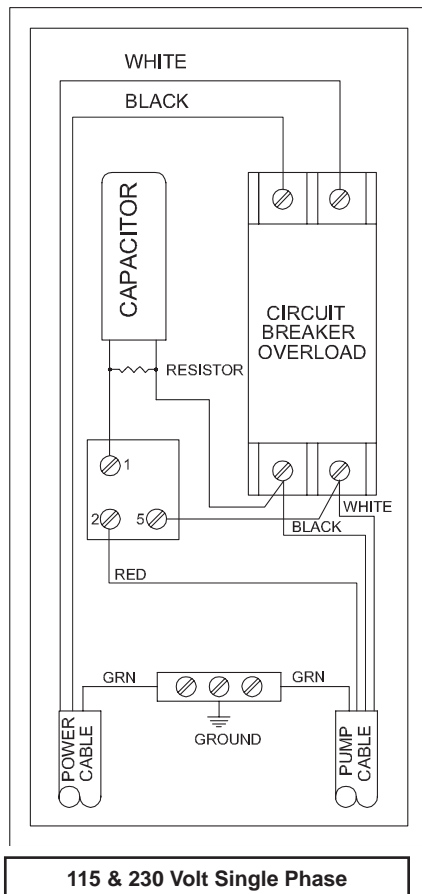 WHITE
BLACK
CAPACITOR
CIRCUIT
BREAKER
OVERLOAD
RESISTOR
1
2
5
WHITE
BLACK
RED
GRN
GRN
GROUND
POWER
CABLE
PUMP
CABLE
115 & 230 Volt Single Phase